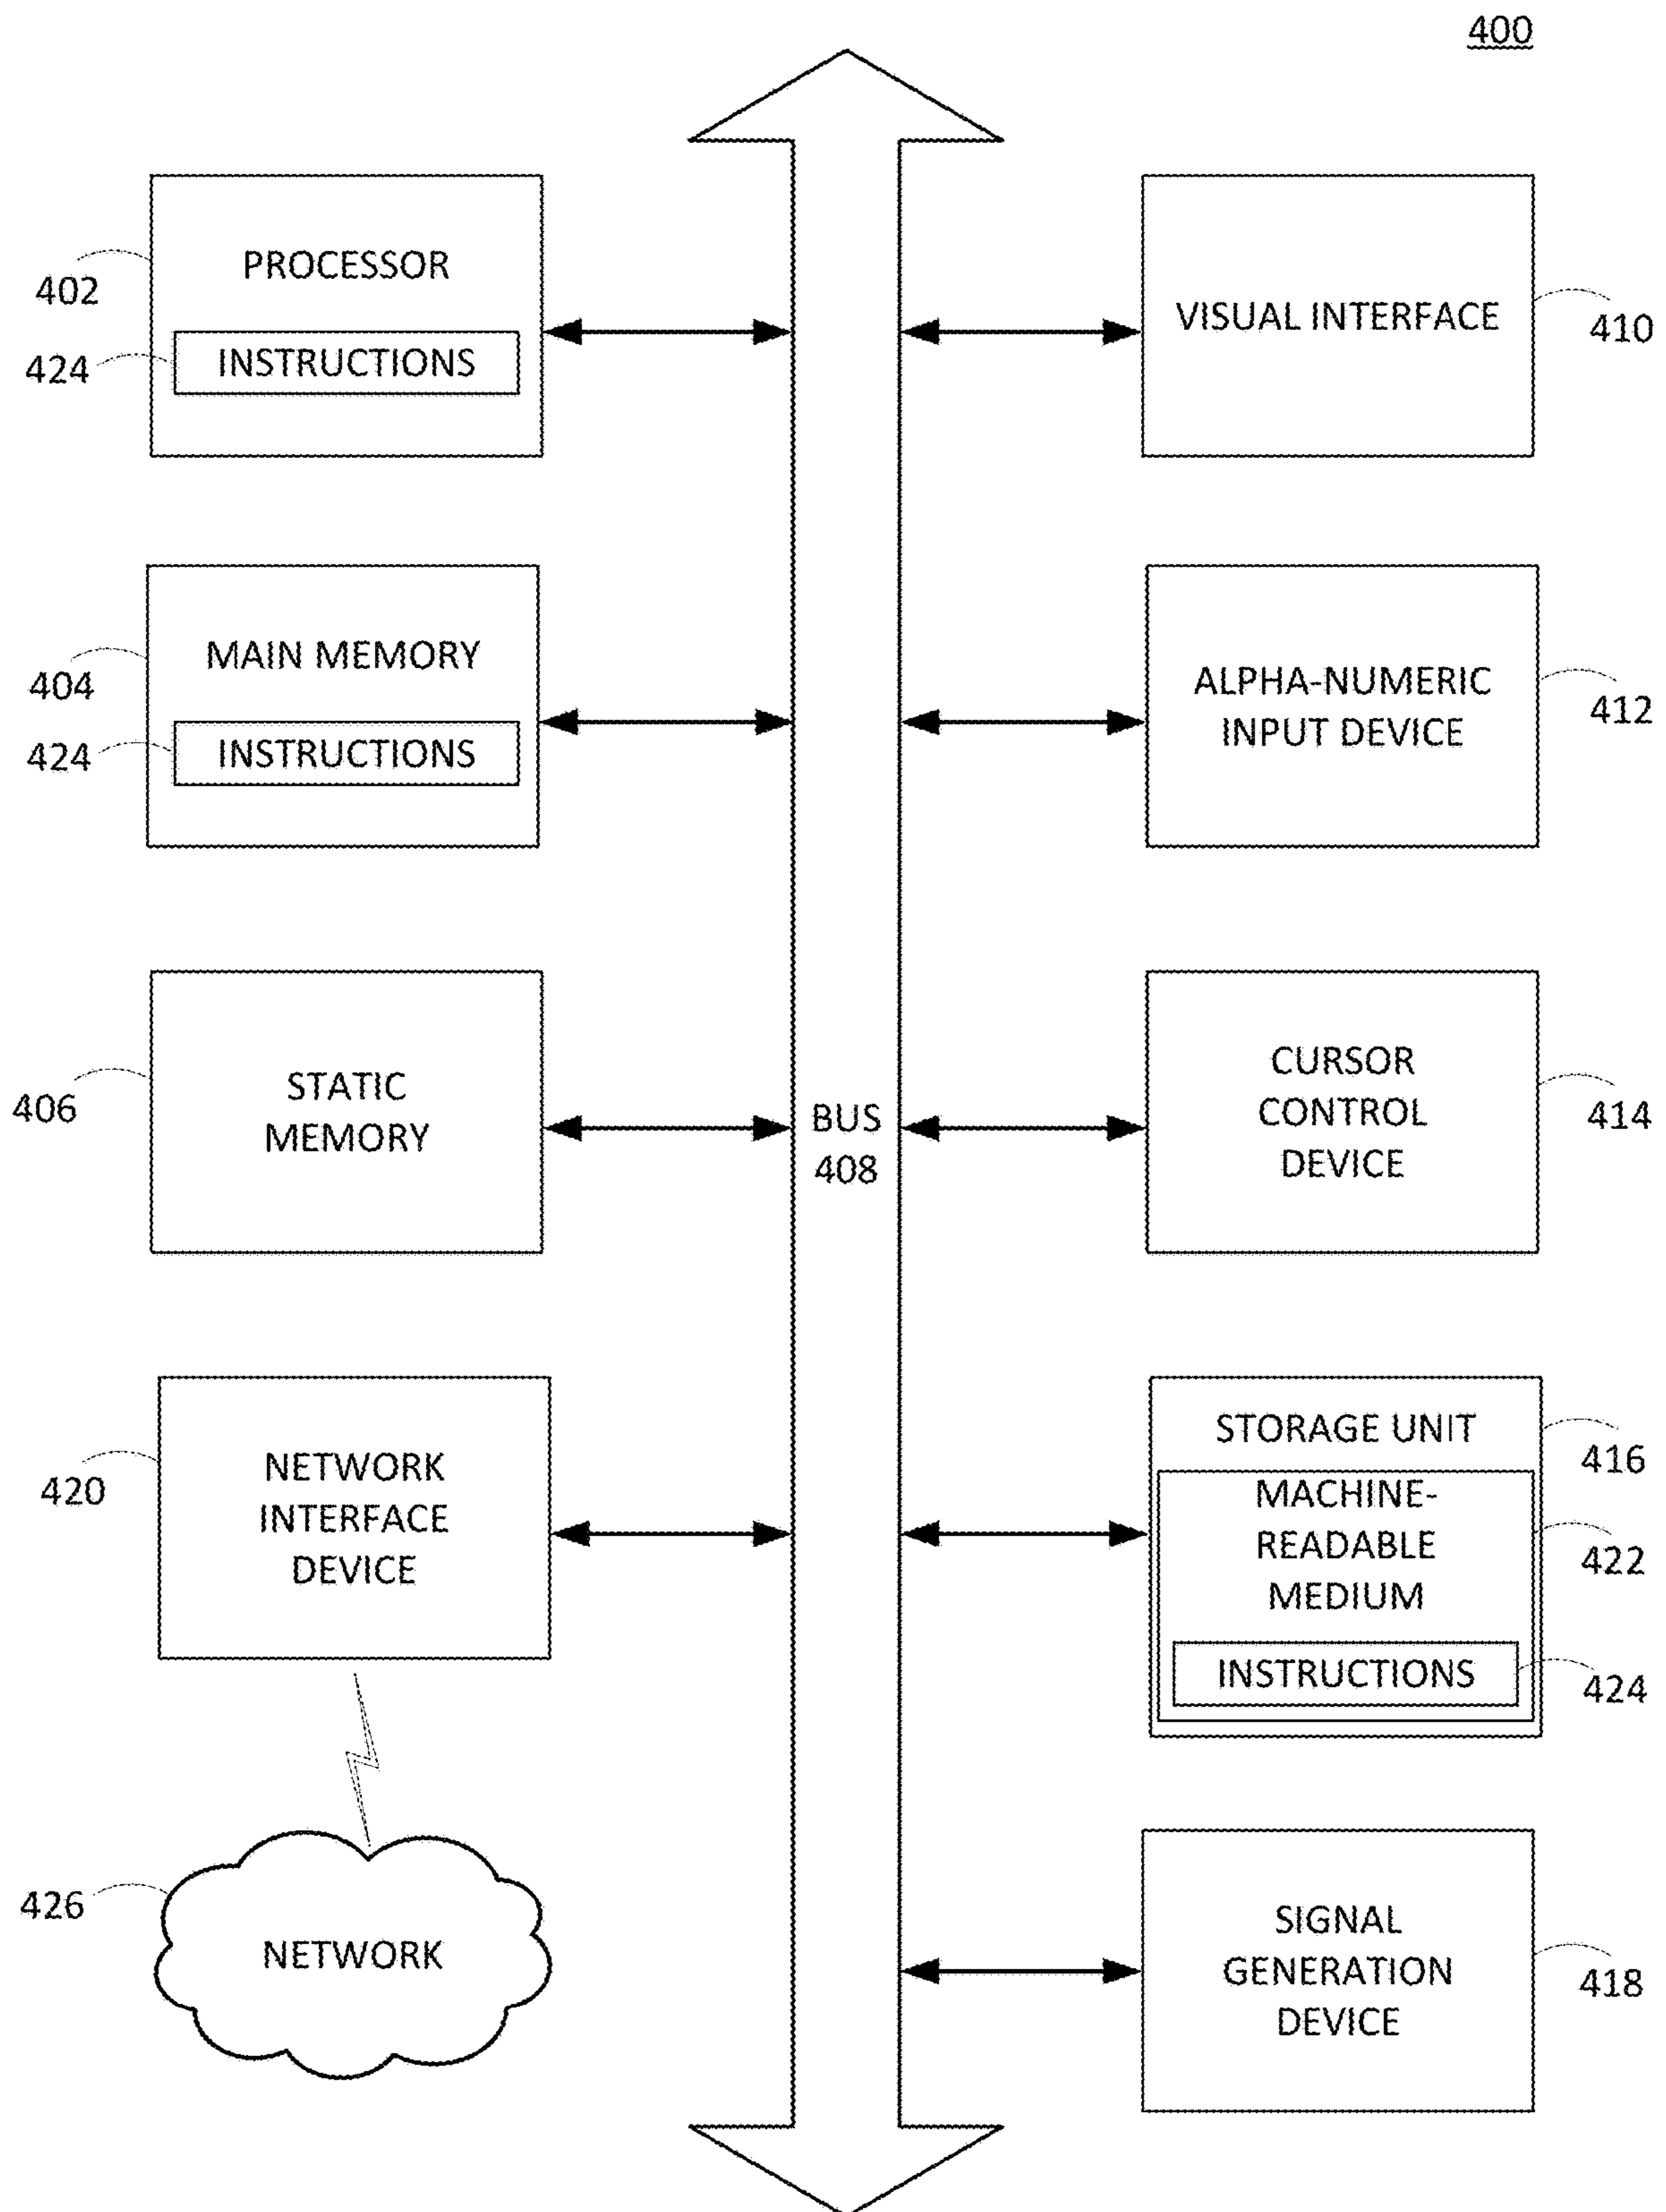 400
PROCESSOR
402
INSTRUCTIONS
424
VISUAL INTERFACE
410
MAIN MEMORY
404
INSTRUCTIONS
424
ALPHA-NUMERIC
INPUT DEVICE
412
STATIC
MEMORY
406
BUS
408
CURSOR
CONTROL
DEVICE
414
NETWORK
INTERFACE
DEVICE
420
STORAGE UNIT
416
MACHINE-
READABLE
MEDIUM
422
INSTRUCTIONS
424
426
NETWORK
SIGNAL
GENERATION
DEVICE
418